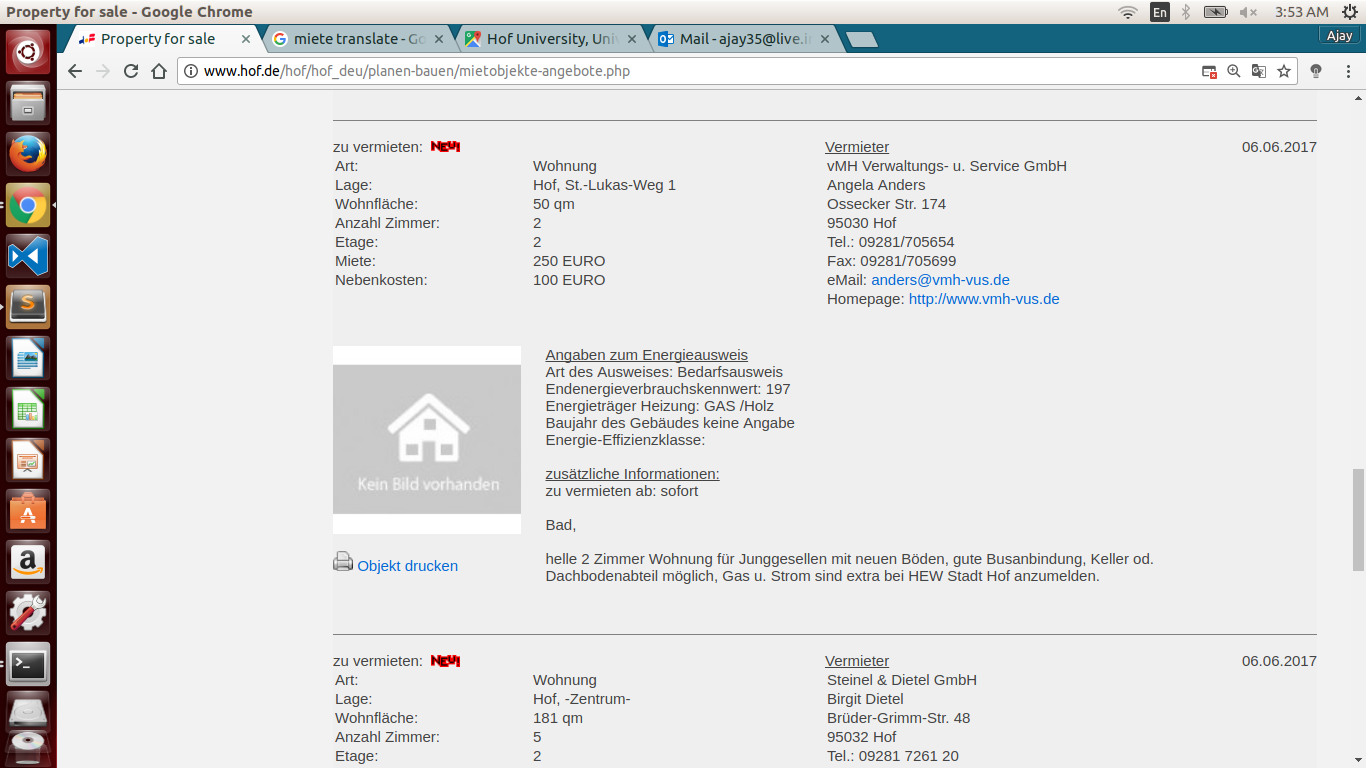 Property for sale - Google Chrome
En
3:53 AM
Property for sale
miete translate - Go
Hof University, Uni
Mail - ajay35@live.i
Ajay
www.hof.de/hof/hof_deu/planen-bauen/mietobjekte-angebote.php
zu vermieten: NEU!
Vermieter
06.06.2017
Art: Wohnung
vMH Verwaltungs- u. Service GmbH
Lage: Hof, St.-Lukas-Weg 1
Angela Anders
Wohnfläche: 50 qm
Ossecker Str. 174
Anzahl Zimmer: 2
95030 Hof
Etage: 2
Tel.: 09281/705654
Miete: 250 EURO
Fax: 09281/705699
Nebenkosten: 100 EURO
eMail: anders@vmh-vus.de
Homepage: http://www.vmh-vus.de
Kein Bild vorhanden
Objekt drucken
Angaben zum Energieausweis
Art des Ausweises: Bedarfsausweis
Endenergieverbrauchskennwert: 197
Energieträger Heizung: GAS /Holz
Baujahr des Gebäudes keine Angabe
Energie-Effizienzklasse:
zusätzliche Informationen:
zu vermieten ab: sofort
Bad,
helle 2 Zimmer Wohnung für Junggesellen mit neuen Böden, gute Busanbindung, Keller od.
Dachbodenabteil möglich, Gas u. Strom sind extra bei HEW Stadt Hof anzumelden.
zu vermieten: NEU!
Vermieter
06.06.2017
Art: Wohnung
Steinel & Dietel GmbH
Lage: Hof, -Zentrum-
Birgit Dietel
Wohnfläche: 181 qm
Brüder-Grimm-Str. 48
Anzahl Zimmer: 5
95032 Hof
Etage: 2
Tel.: 09281 7261 20